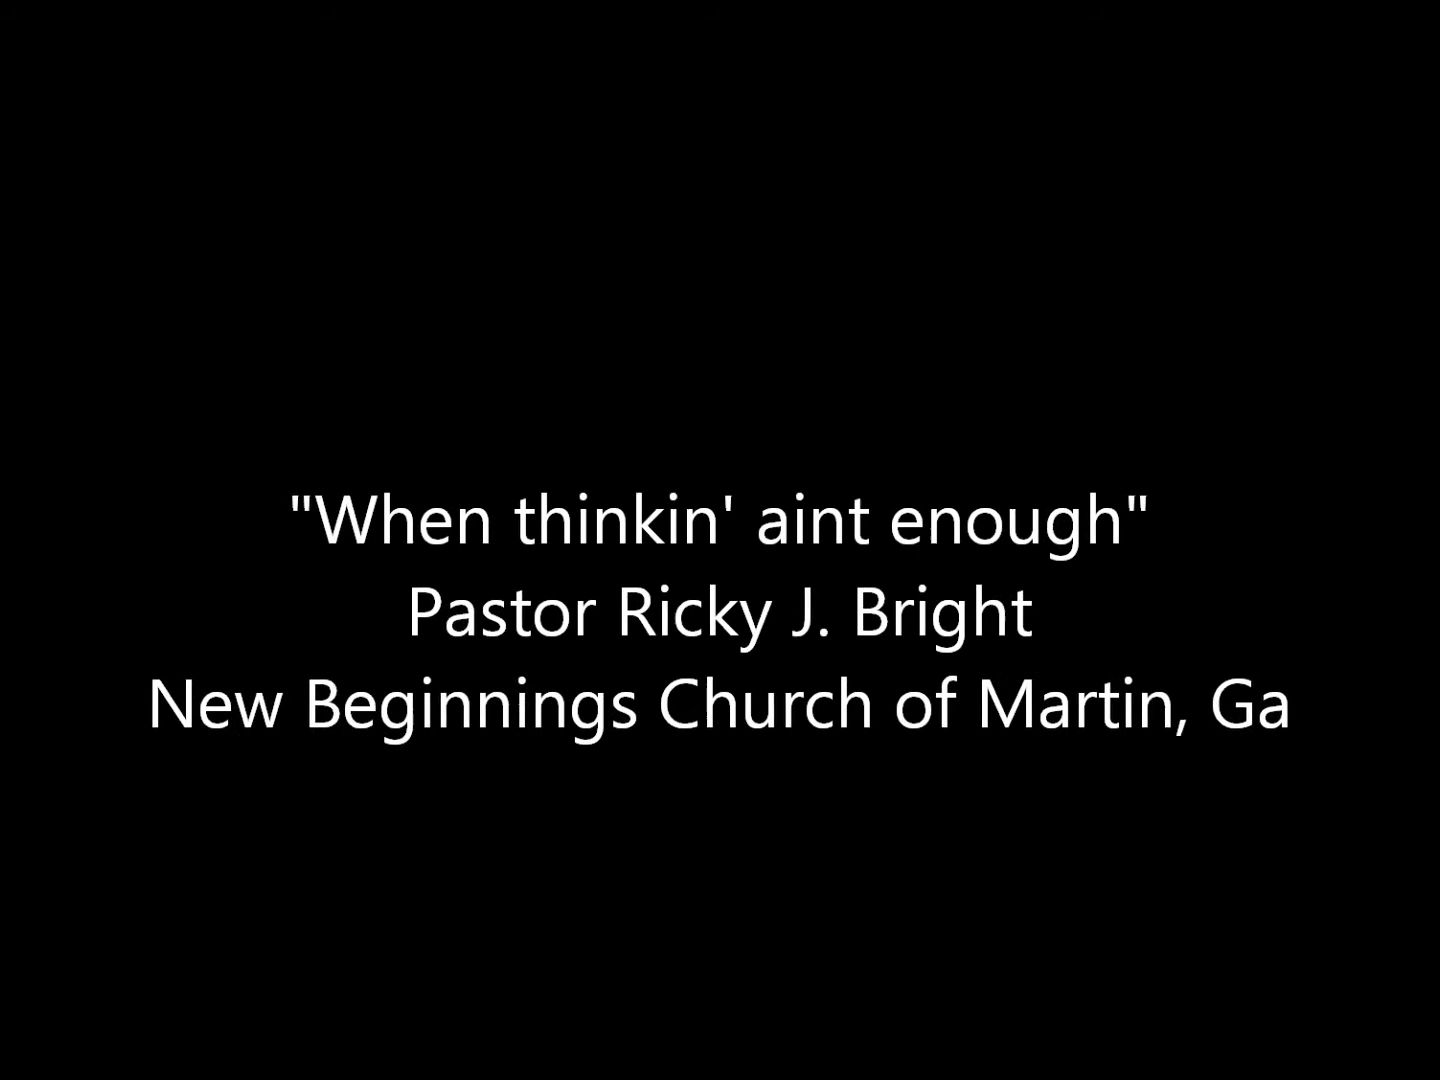 "When thinkin' aint enough"
Pastor Ricky J. Bright
New Beginnings Church of Martin, Ga